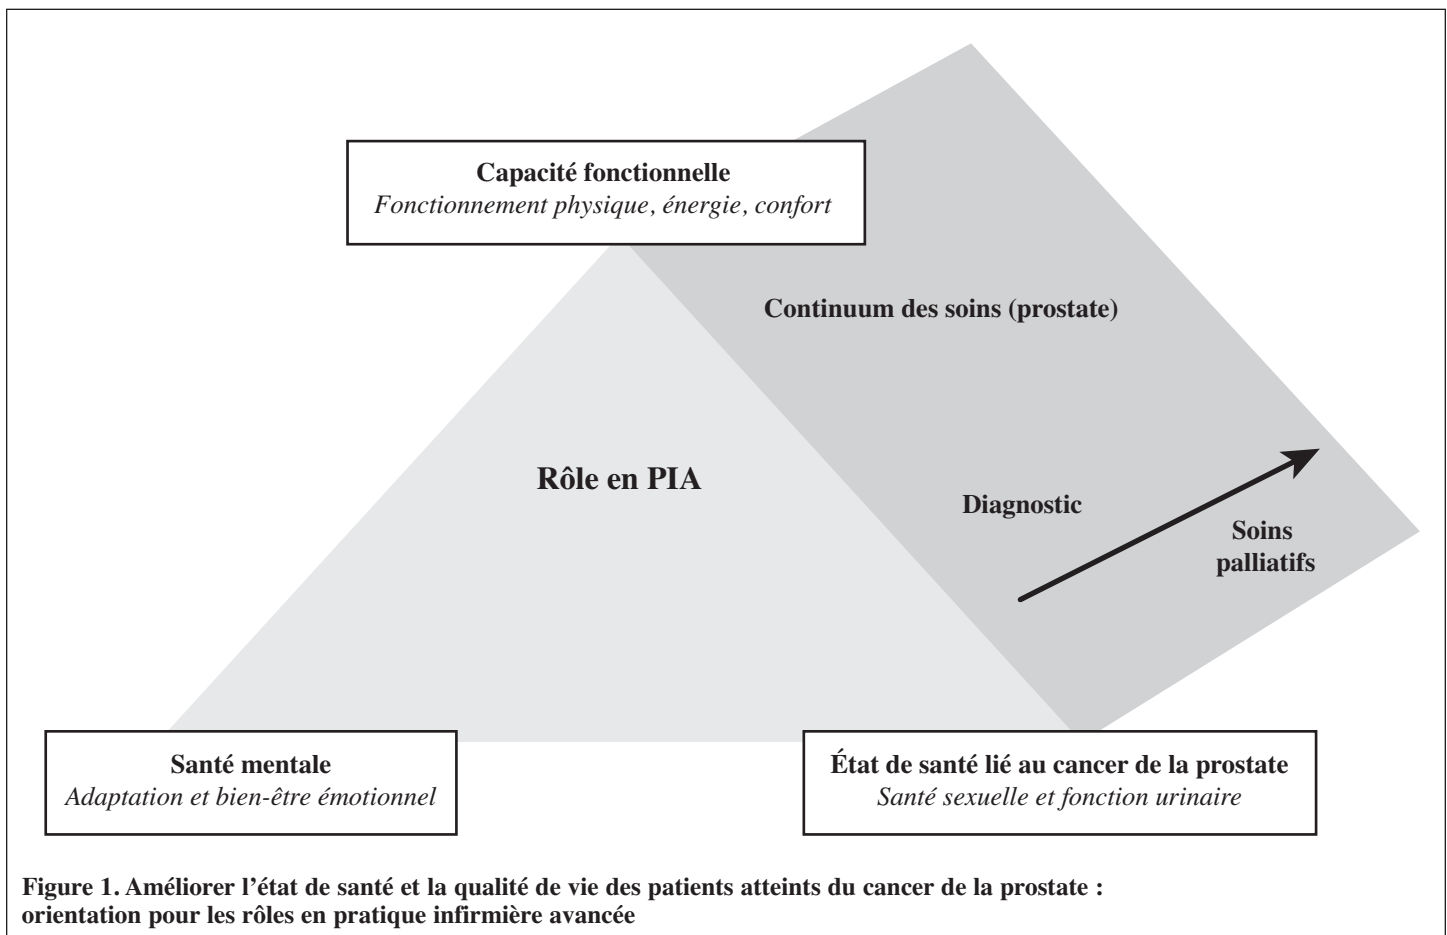 Capacité fonctionnelle
Fonctionnement physique, énergie, confort
Continuum des soins (prostate)
Rôle en PIA
Diagnostic
Soins
palliatifs
Santé mentale
Adaptation et bien-être émotionnel
État de santé lié au cancer de la prostate
Santé sexuelle et fonction urinaire
Figure 1. Améliorer l’état de santé et la qualité de vie des patients atteints du cancer de la prostate :
orientation pour les rôles en pratique infirmière avancée